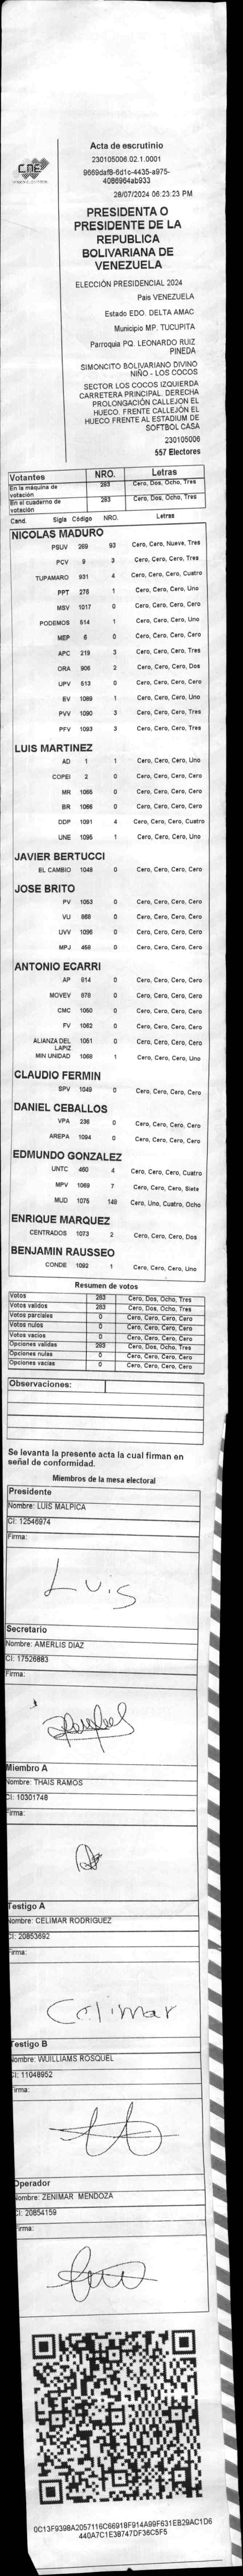 CNE
Acta de escrutinio
230105006.02.1.0001
9669daf8-6d1c-4435-a975-
4086964ab933
28/07/2024 06:23:23 PM
PRESIDENTA O
PRESIDENTE DE LA
REPUBLICA
BOLIVARIANA DE
VENEZUELA
ELECCIÓN PRESIDENCIAL 2024
Pais VENEZUELA
Estado EDO. DELTA AMAC
Municipio MP. TUCUPITA
Parroquia PQ. LEONARDO RUIZ
PINEDA
SIMONCITO BOLIVARIANO DIVINO
NIÑO - LOS COCOS
SECTOR LOS COCOS IZQUIERDA
CARRETERA PRINCIPAL. DERECHA
PROLONGACIÓN CALLEJON EL
HUECO. FRENTE CALLEJÓN EL
HUECO FRENTE AL ESTADIUM DE
SOFTBOL CASA
230105006
557 Electores
Votantes NRO. Letras
En la máquina de votación 283 Cero, Dos, Ocho, Tres
En el cuaderno de votación 283 Cero, Dos, Ocho, Tres
Cand. Sigla Código NRO. Letras
NICOLAS MADURO
PSUV 269 93 Cero, Cero, Nueve, Tres
PCV 9 3 Cero, Cero, Cero, Tres
TUPAMARO 931 4 Cero, Cero, Cero, Cuatro
PPT 278 1 Cero, Cero, Cero, Uno
MSV 1017 0 Cero, Cero, Cero, Cero
PODEMOS 514 1 Cero, Cero, Cero, Uno
MEP 6 0 Cero, Cero, Cero, Cero
APC 219 3 Cero, Cero, Cero, Tres
ORA 906 2 Cero, Cero, Cero, Dos
UPV 613 0 Cero, Cero, Cero, Cero
EV 1089 1 Cero, Cero, Cero, Uno
PVV 1090 3 Cero, Cero, Cero, Tres
PFV 1093 3 Cero, Cero, Cero, Tres
LUIS MARTINEZ
AD 1 1 Cero, Cero, Cero, Uno
COPEI 2 0 Cero, Cero, Cero, Cero
MR 1065 0 Cero, Cero, Cero, Cero
BR 1066 0 Cero, Cero, Cero, Cero
DDP 1091 4 Cero, Cero, Cero, Cuatro
UNE 1095 1 Cero, Cero, Cero, Uno
JAVIER BERTUCCI
EL CAMBIO 1048 0 Cero, Cero, Cero, Cero
JOSE BRITO
PV 1053 0 Cero, Cero, Cero, Cero
VU 868 0 Cero, Cero, Cero, Cero
UVV 1096 0 Cero, Cero, Cero, Cero
MPJ 458 0 Cero, Cero, Cero, Cero
ANTONIO ECARRI
AP 814 0 Cero, Cero, Cero, Cero
MOVEV 878 0 Cero, Cero, Cero, Cero
CMC 1050 0 Cero, Cero, Cero, Cero
FV 1062 0 Cero, Cero, Cero, Cero
ALIANZA DEL LAPIZ 1051 0 Cero, Cero, Cero, Cero
MIN UNIDAD 1068 1 Cero, Cero, Cero, Uno
CLAUDIO FERMIN
SPV 1049 0 Cero, Cero, Cero, Cero
DANIEL CEBALLOS
VPA 236 0 Cero, Cero, Cero, Cero
AREPA 1094 0 Cero, Cero, Cero, Cero
EDMUNDO GONZALEZ
UNTC 460 4 Cero, Cero, Cero, Cuatro
MPV 1069 7 Cero, Cero, Cero, Siete
MUD 1075 148 Cero, Uno, Cuatro, Ocho
ENRIQUE MARQUEZ
CENTRADOS 1073 2 Cero, Cero, Cero, Dos
BENJAMIN RAUSSEO
CONDE 1092 1 Cero, Cero, Cero, Uno
Resumen de votos
Votos 283 Cero, Dos, Ocho, Tres
Votos validos 283 Cero, Dos, Ocho, Tres
Votos parciales 0 Cero, Cero, Cero, Cero
Votos nulos 0 Cero, Cero, Cero, Cero
Votos vacios 0 Cero, Cero, Cero, Cero
Opciones validas 283 Cero, Dos, Ocho, Tres
Opciones nulas 0 Cero, Cero, Cero, Cero
Opciones vacias 0 Cero, Cero, Cero, Cero
Observaciones:
Se levanta la presente acta la cual firman en
señal de conformidad.
Miembros de la mesa electoral
Presidente
Nombre: LUIS MALPICA
CI: 12546974
Firma:
Luis
Secretario
Nombre: AMERLIS DIAZ
CI: 17526883
Firma:
Miembro A
Nombre: THAIS RAMOS
CI: 10301748
Firma:
Testigo A
Nombre: CELIMAR RODRIGUEZ
CI: 20853692
Firma:
Celimar
Testigo B
Nombre: WUILLIAMS ROSQUEL
CI: 11048952
Firma:
Operador
Nombre: ZENIMAR MENDOZA
CI: 20854159
Firma:
0C13F9398A2057116C66918F914A99F631EB29AC1D6
440A7C1E38747DF36C5F5